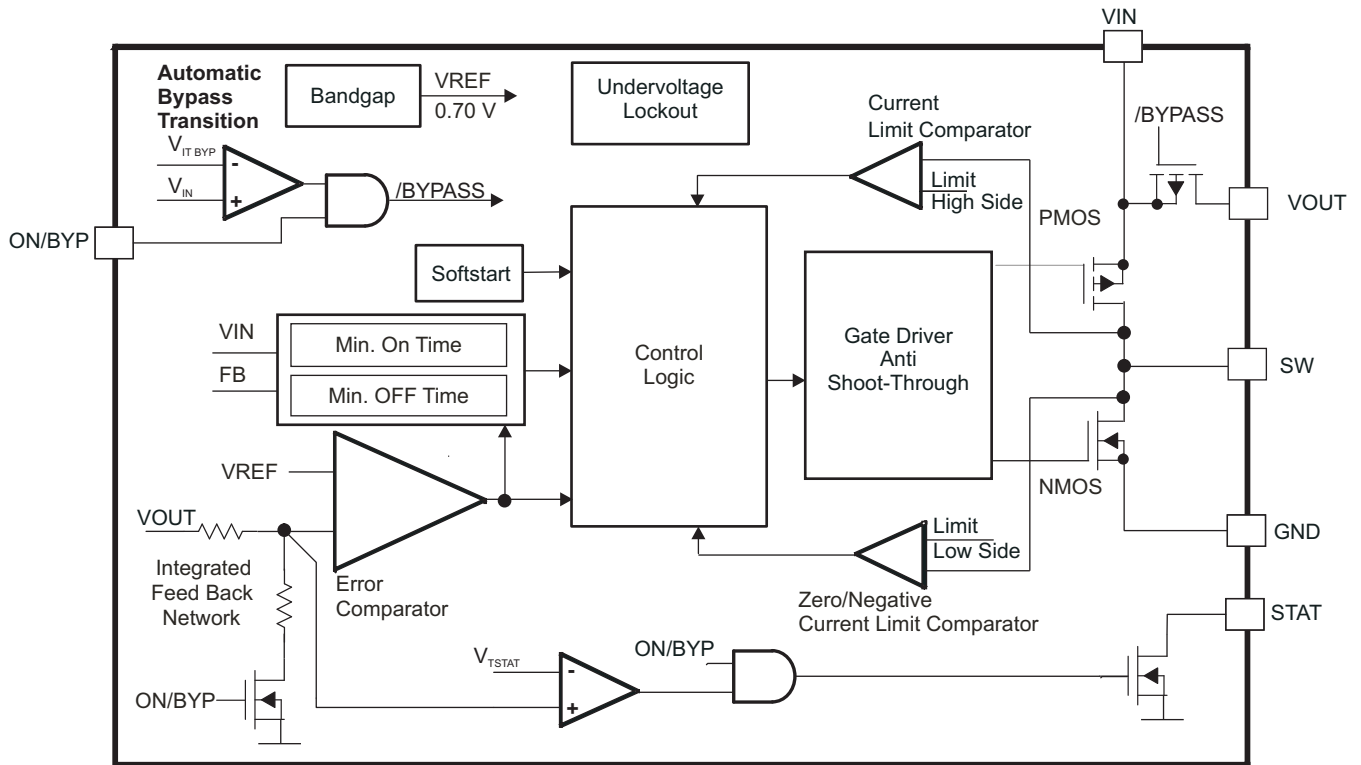 VIN
Automatic
Bypass
Transition
Bandgap
VREF
0.70 V
Undervoltage
Lockout
Current
Limit Comparator
/BYPASS
V_IT BYP
-
V_IN
+
/BYPASS
Limit
High Side
PMOS
VOUT
ON/BYP
Softstart
VIN
FB
Min. On Time
Min. OFF Time
Control
Logic
Gate Driver
Anti
Shoot-Through
SW
VREF
VOUT
Integrated
Feed Back
Network
Error
Comparator
Limit
Low Side
NMOS
GND
Zero/Negative
Current Limit Comparator
STAT
ON/BYP
V_TSTAT
-
+
ON/BYP